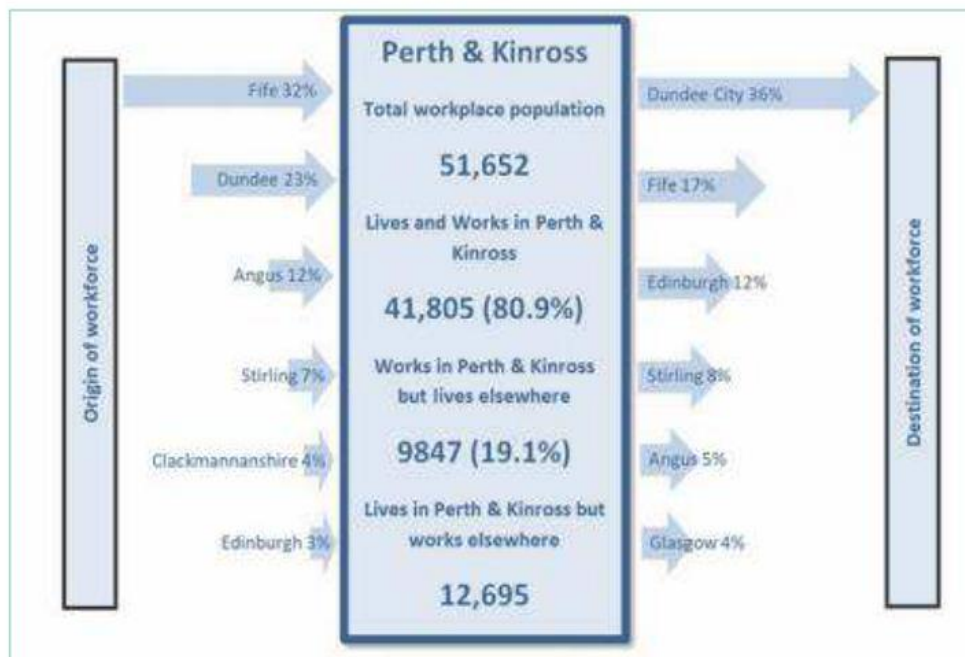 Origin of workforce
Fife 32%
Dundee 23%
Angus 12%
Stirling 7%
Clackmannanshire 4%
Edinburgh 3%
Perth & Kinross
Total workplace population
51,652
Lives and Works in Perth &
Kinross
41,805 (80.9%)
Works in Perth & Kinross
but lives elsewhere
9847 (19.1%)
Lives in Perth & Kinross but
works elsewhere
12,695
Dundee City 36%
Fife 17%
Edinburgh 12%
Stirling 8%
Angus 5%
Glasgow 4%
Destination of workforce